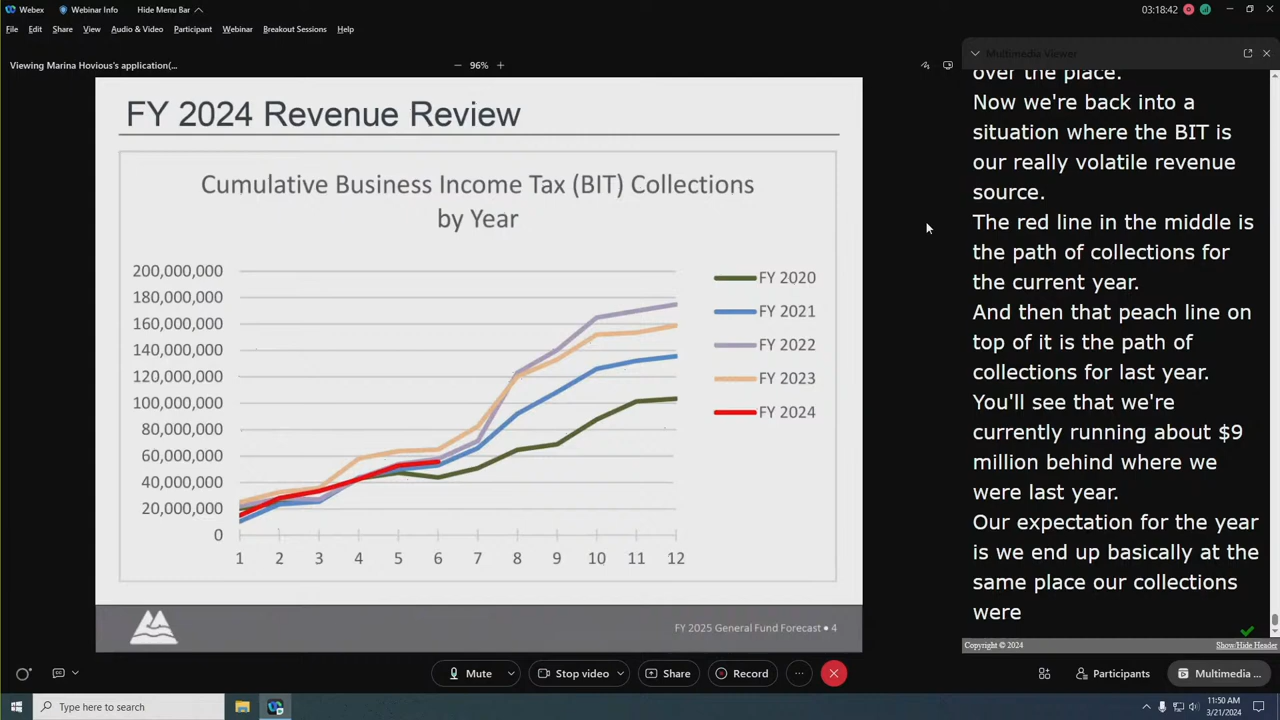 Webex
Webinar Info
Hide Menu Bar
03:18:42
File Edit Share View Audio & Video Participant Webinar Breakout Sessions Help
Viewing Marina Hovious's application(...
96%
Multimedia Viewer
FY 2024 Revenue Review
Cumulative Business Income Tax (BIT) Collections
by Year
200,000,000
180,000,000
160,000,000
140,000,000
120,000,000
100,000,000
80,000,000
60,000,000
40,000,000
20,000,000
0
1 2 3 4 5 6 7 8 9 10 11 12
FY 2020
FY 2021
FY 2022
FY 2023
FY 2024
FY 2025 General Fund Forecast • 4
over the place.
Now we're back into a
situation where the BIT is
our really volatile revenue
source.
The red line in the middle is
the path of collections for
the current year.
And then that peach line on
top of it is the path of
collections for last year.
You'll see that we're
currently running about $9
million behind where we
were last year.
Our expectation for the year
is we end up basically at the
same place our collections
were
Copyright © 2024
Show/Hide Header
Mute
Stop video
Share
Record
Participants
Multimedia ...
Type here to search
11:50 AM
3/21/2024